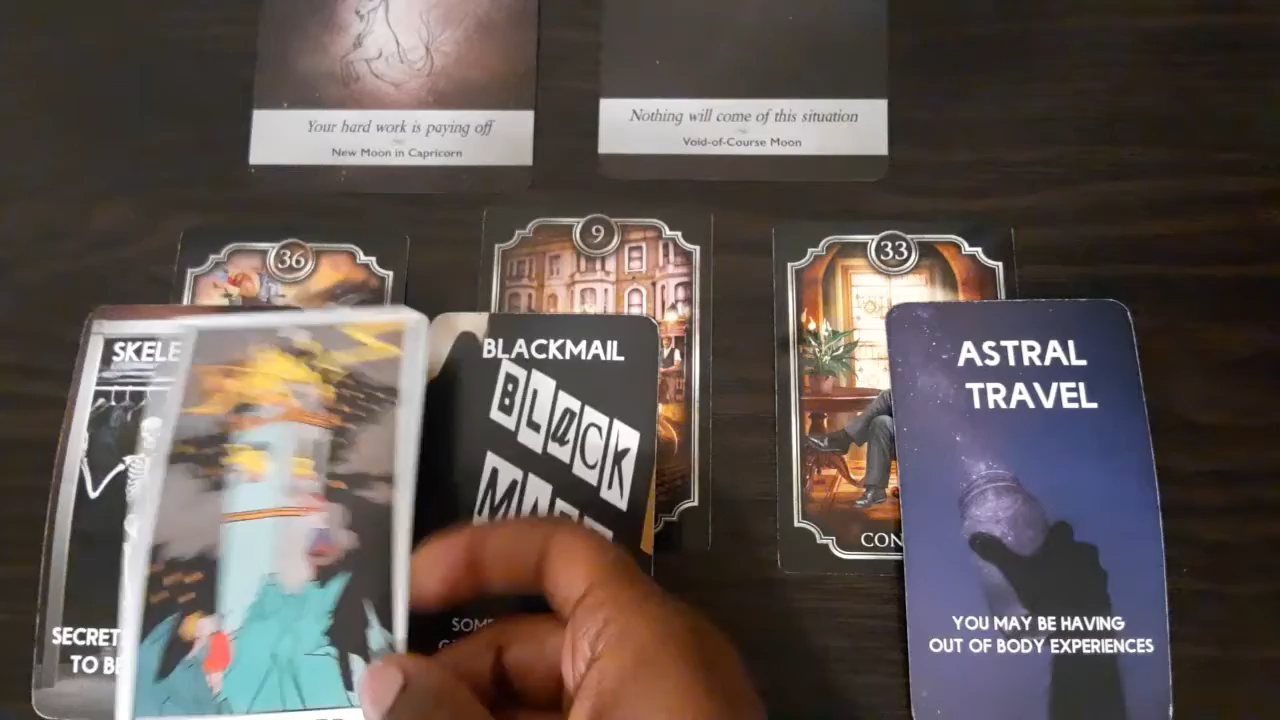 Your hard work is paying off
New Moon in Capricorn
Nothing will come of this situation
Void-of-Course Moon
36
9
33
SKELE
SECRET
TO BE
BLACKMAIL
BLaCK
CON
ASTRAL
TRAVEL
YOU MAY BE HAVING
OUT OF BODY EXPERIENCES
SOME